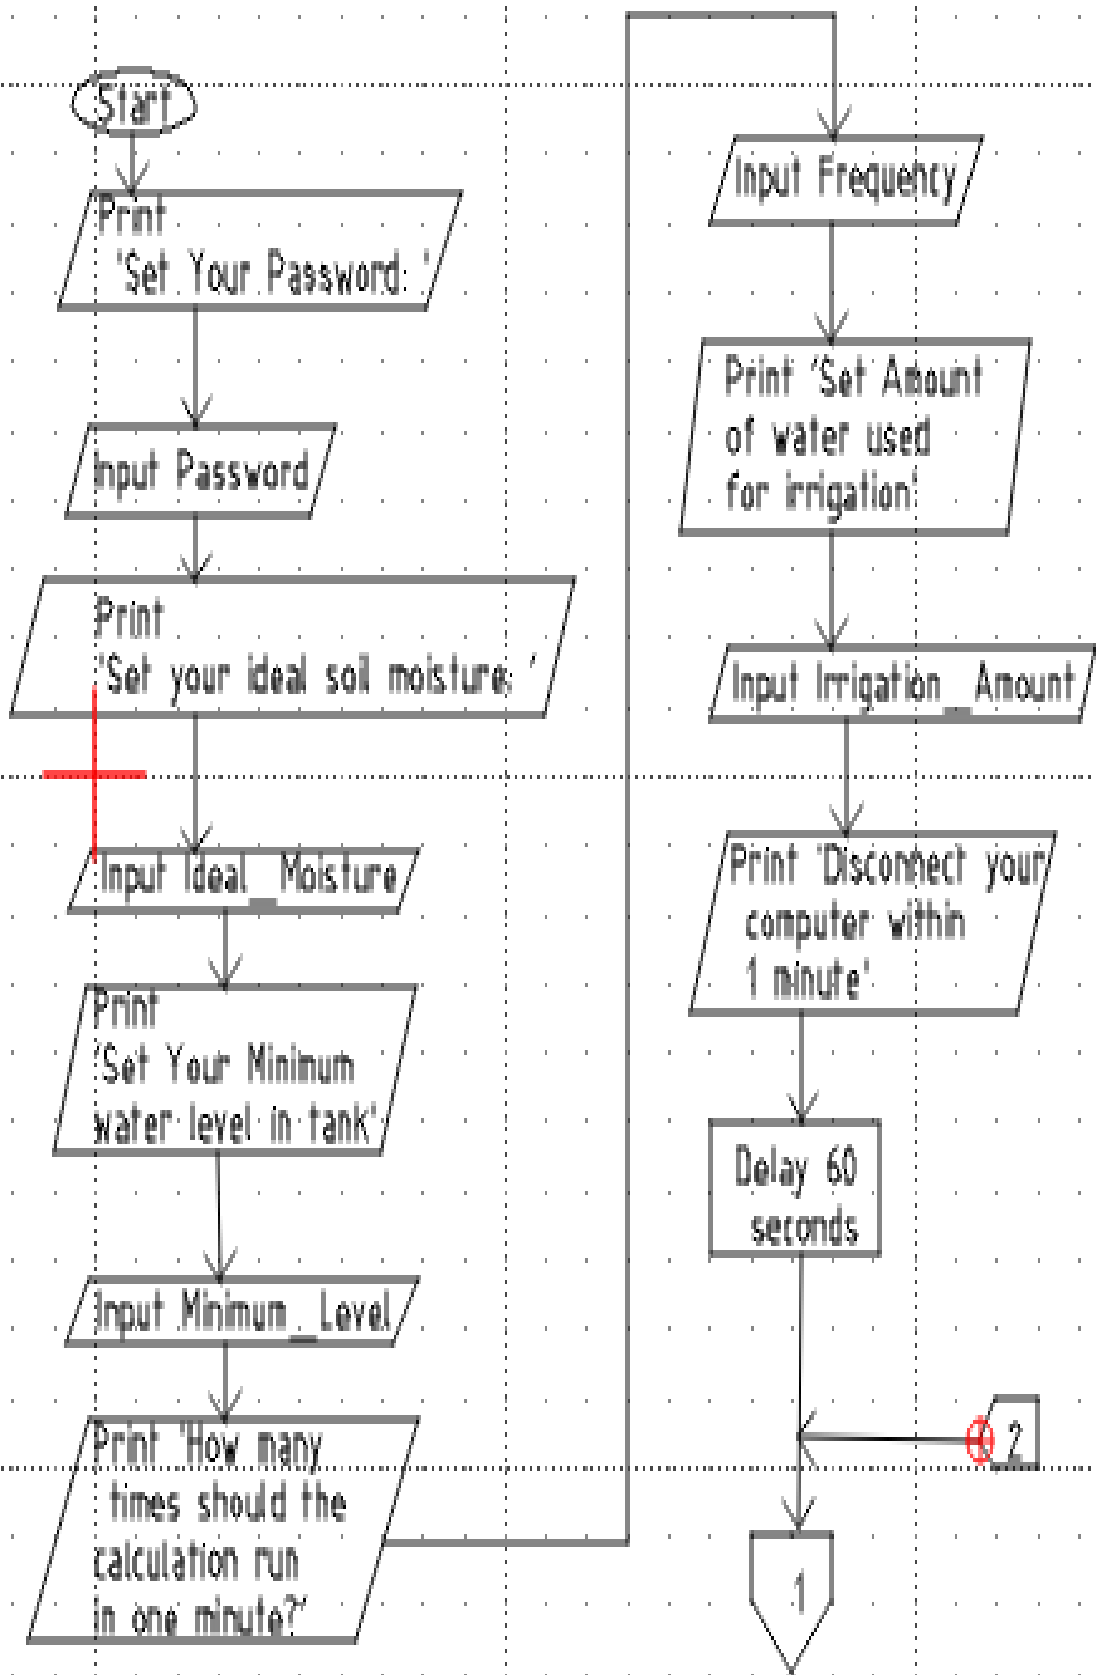 Start
Print
'Set Your Password: '
Input Password
Print
'Set your ideal soil moisture: '
Input Ideal_Moisture
Print
'Set Your Minimum
water level in tank'
Input Minimum_Level
Print 'How many
times should the
calculation run
in one minute?'
Input Frequency
Print 'Set Amount
of water used
for irrigation'
Input Irrigation_Amount
Print 'Disconnect your
computer within
1 minute'
Delay 60
seconds
2
1